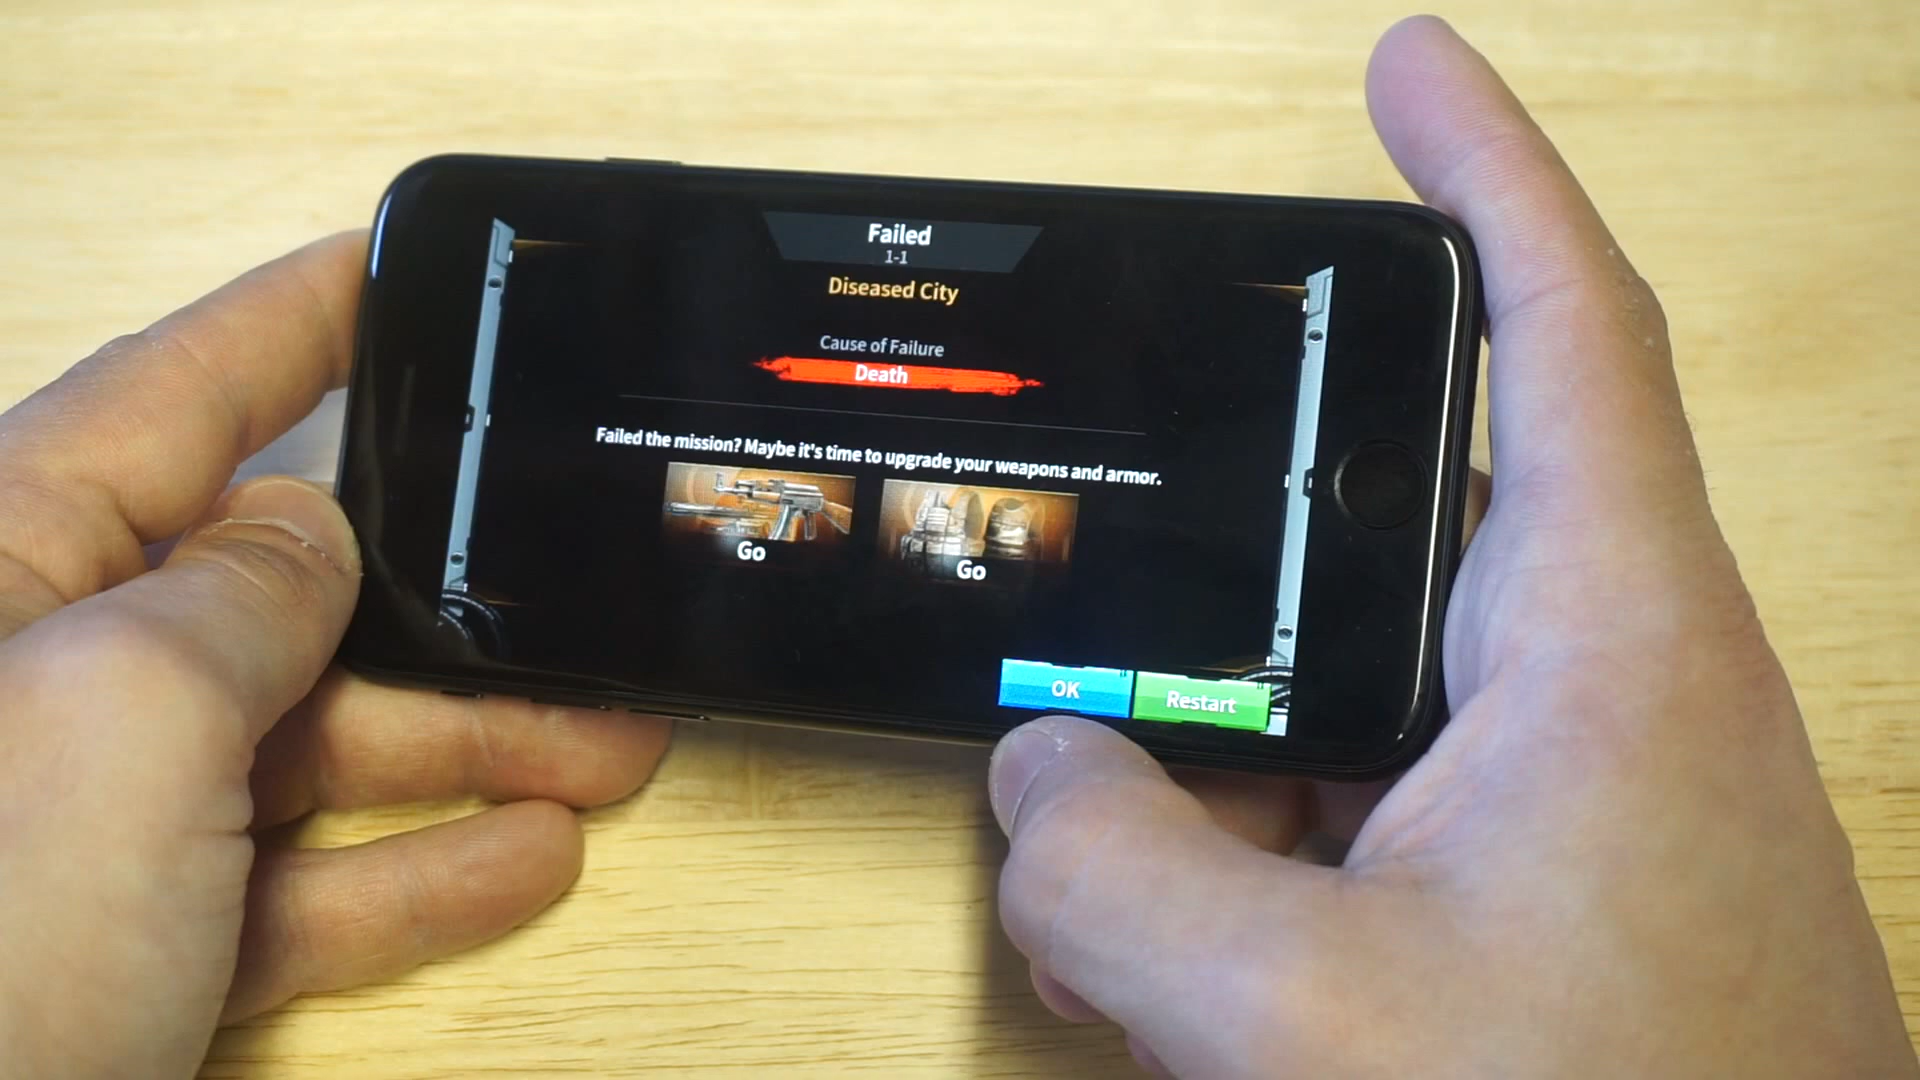 Failed
1-1
Diseased City
Cause of Failure
Death
Failed the mission? Maybe it's time to upgrade your weapons and armor.
Go
Go
OK
Restart